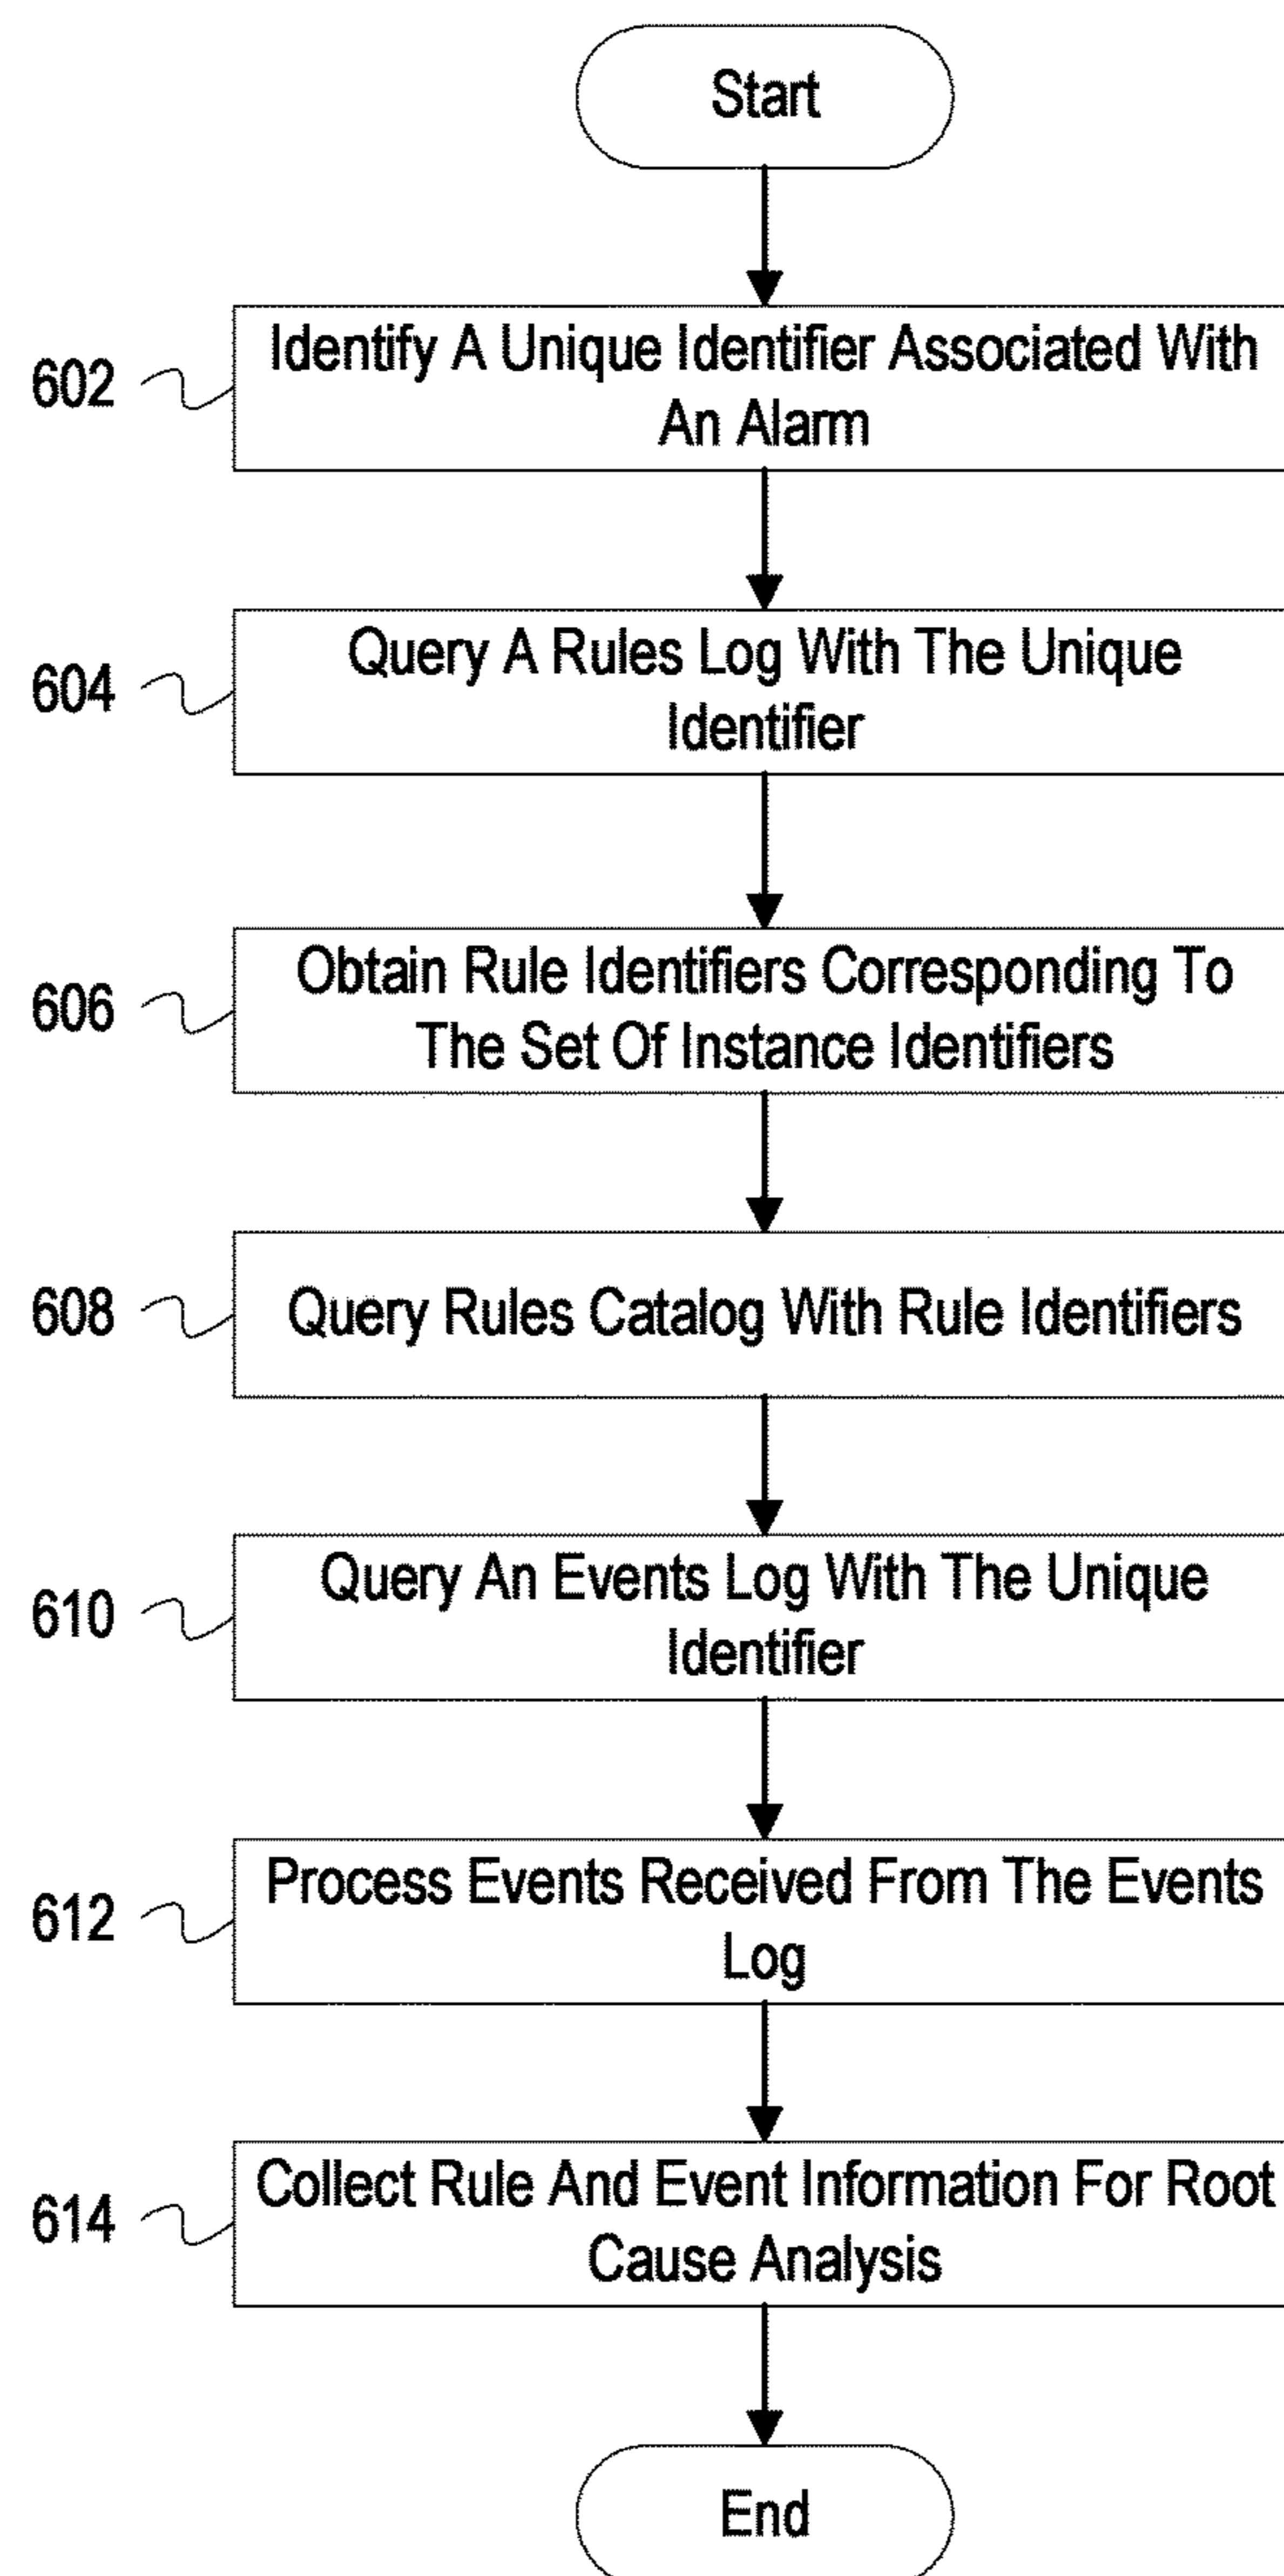 Start
602
Identify A Unique Identifier Associated With
An Alarm
604
Query A Rules Log With The Unique
Identifier
606
Obtain Rule Identifiers Corresponding To
The Set Of Instance Identifiers
608
Query Rules Catalog With Rule Identifiers
610
Query An Events Log With The Unique
Identifier
612
Process Events Received From The Events
Log
614
Collect Rule And Event Information For Root
Cause Analysis
End